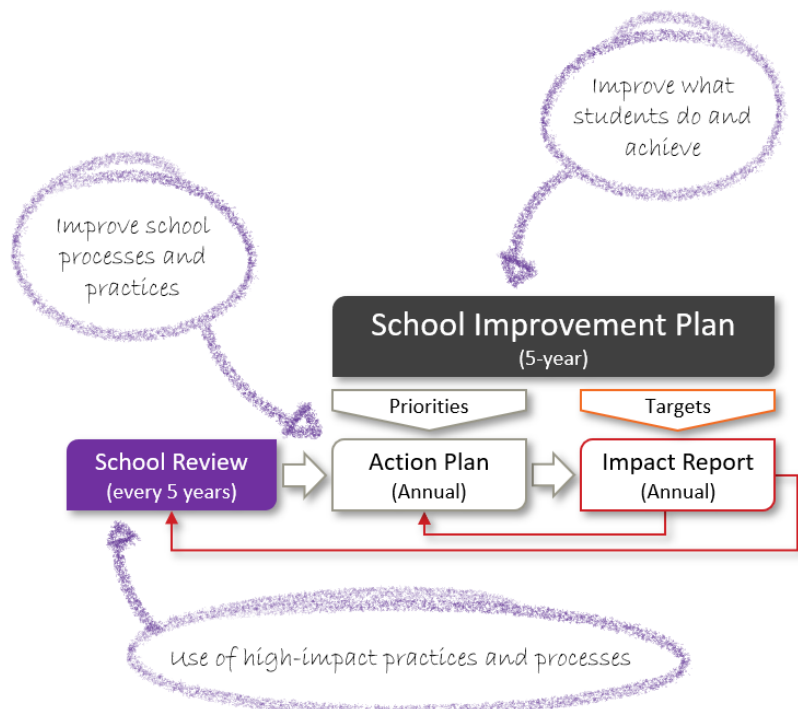 Improve what
students do and
achieve
Improve school
processes and
practices
School Improvement Plan
(5-year)
Priorities
Targets
School Review
(every 5 years)
Action Plan
(Annual)
Impact Report
(Annual)
Use of high-impact practices and processes